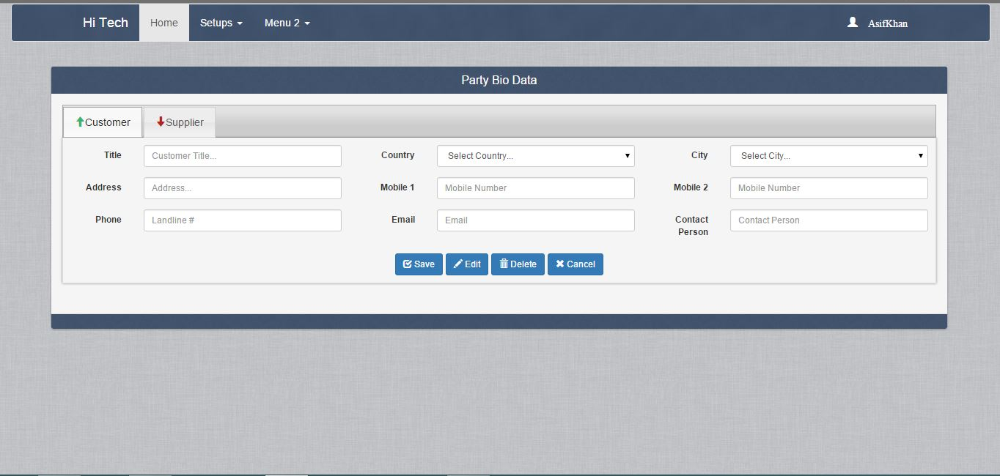 Hi Tech Home Setups Menu 2 AsifKhan
Party Bio Data
Customer Supplier
Title Customer Title... Country Select Country... City Select City...
Address Address... Mobile 1 Mobile Number Mobile 2 Mobile Number
Phone Landline # Email Email Contact Person Contact Person
Save Edit Delete Cancel